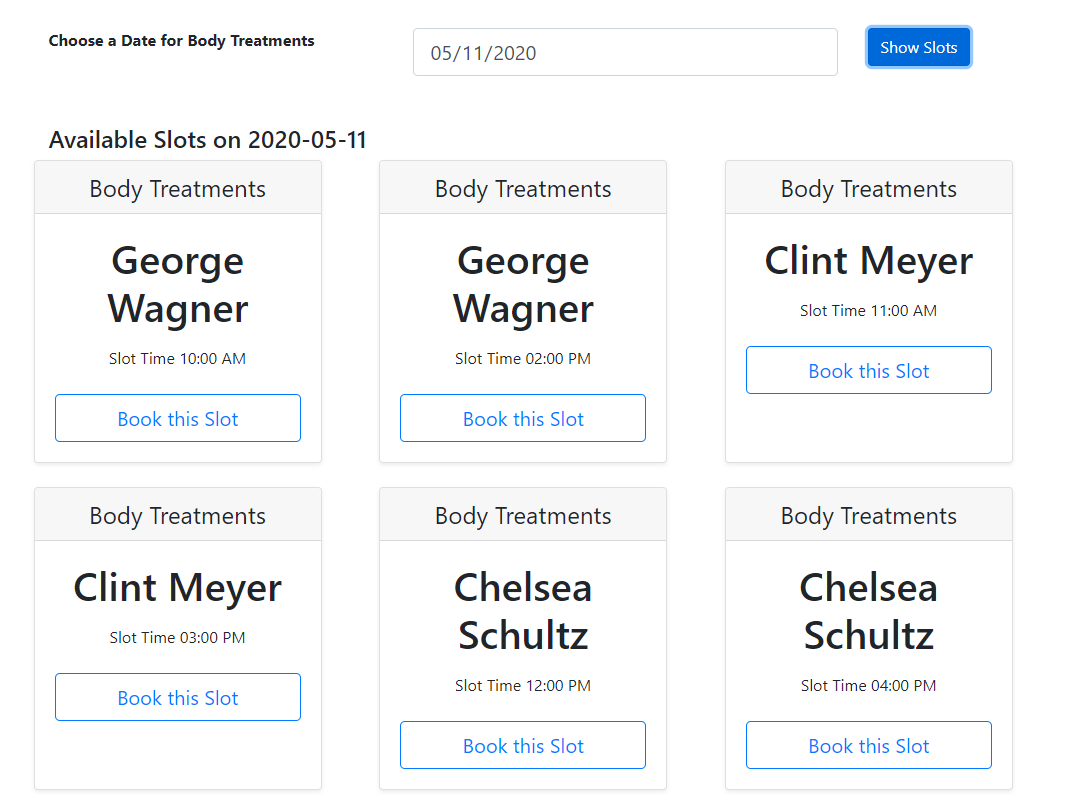 Choose a Date for Body Treatments
05/11/2020
Show Slots
Available Slots on 2020-05-11
Body Treatments
George
Wagner
Slot Time 10:00 AM
Book this Slot
Body Treatments
George
Wagner
Slot Time 02:00 PM
Book this Slot
Body Treatments
Clint Meyer
Slot Time 11:00 AM
Book this Slot
Body Treatments
Clint Meyer
Slot Time 03:00 PM
Book this Slot
Body Treatments
Chelsea
Schultz
Slot Time 12:00 PM
Book this Slot
Body Treatments
Chelsea
Schultz
Slot Time 04:00 PM
Book this Slot